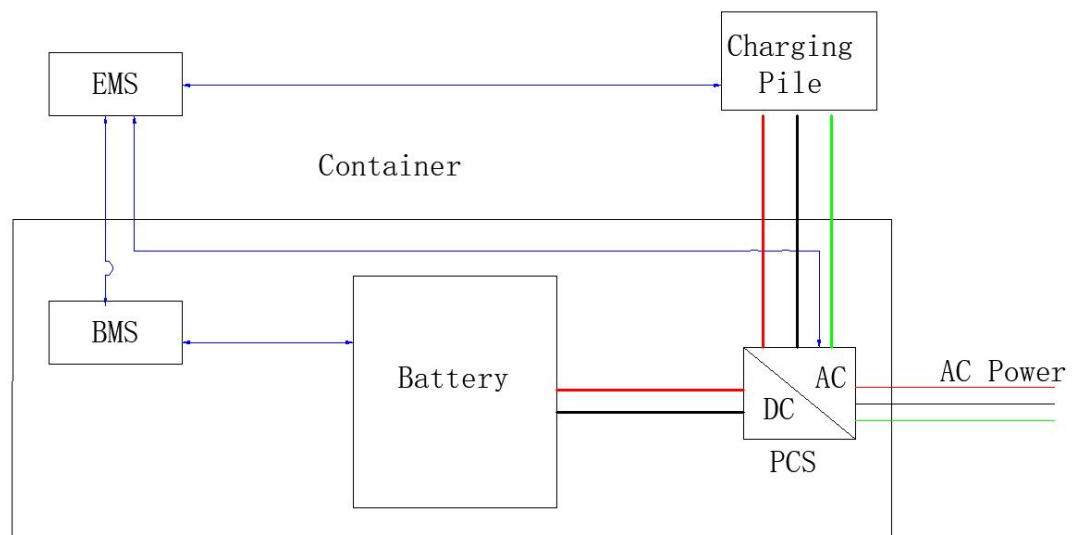 Charging
Pile
EMS
Container
BMS
Battery
AC
DC
AC Power
PCS